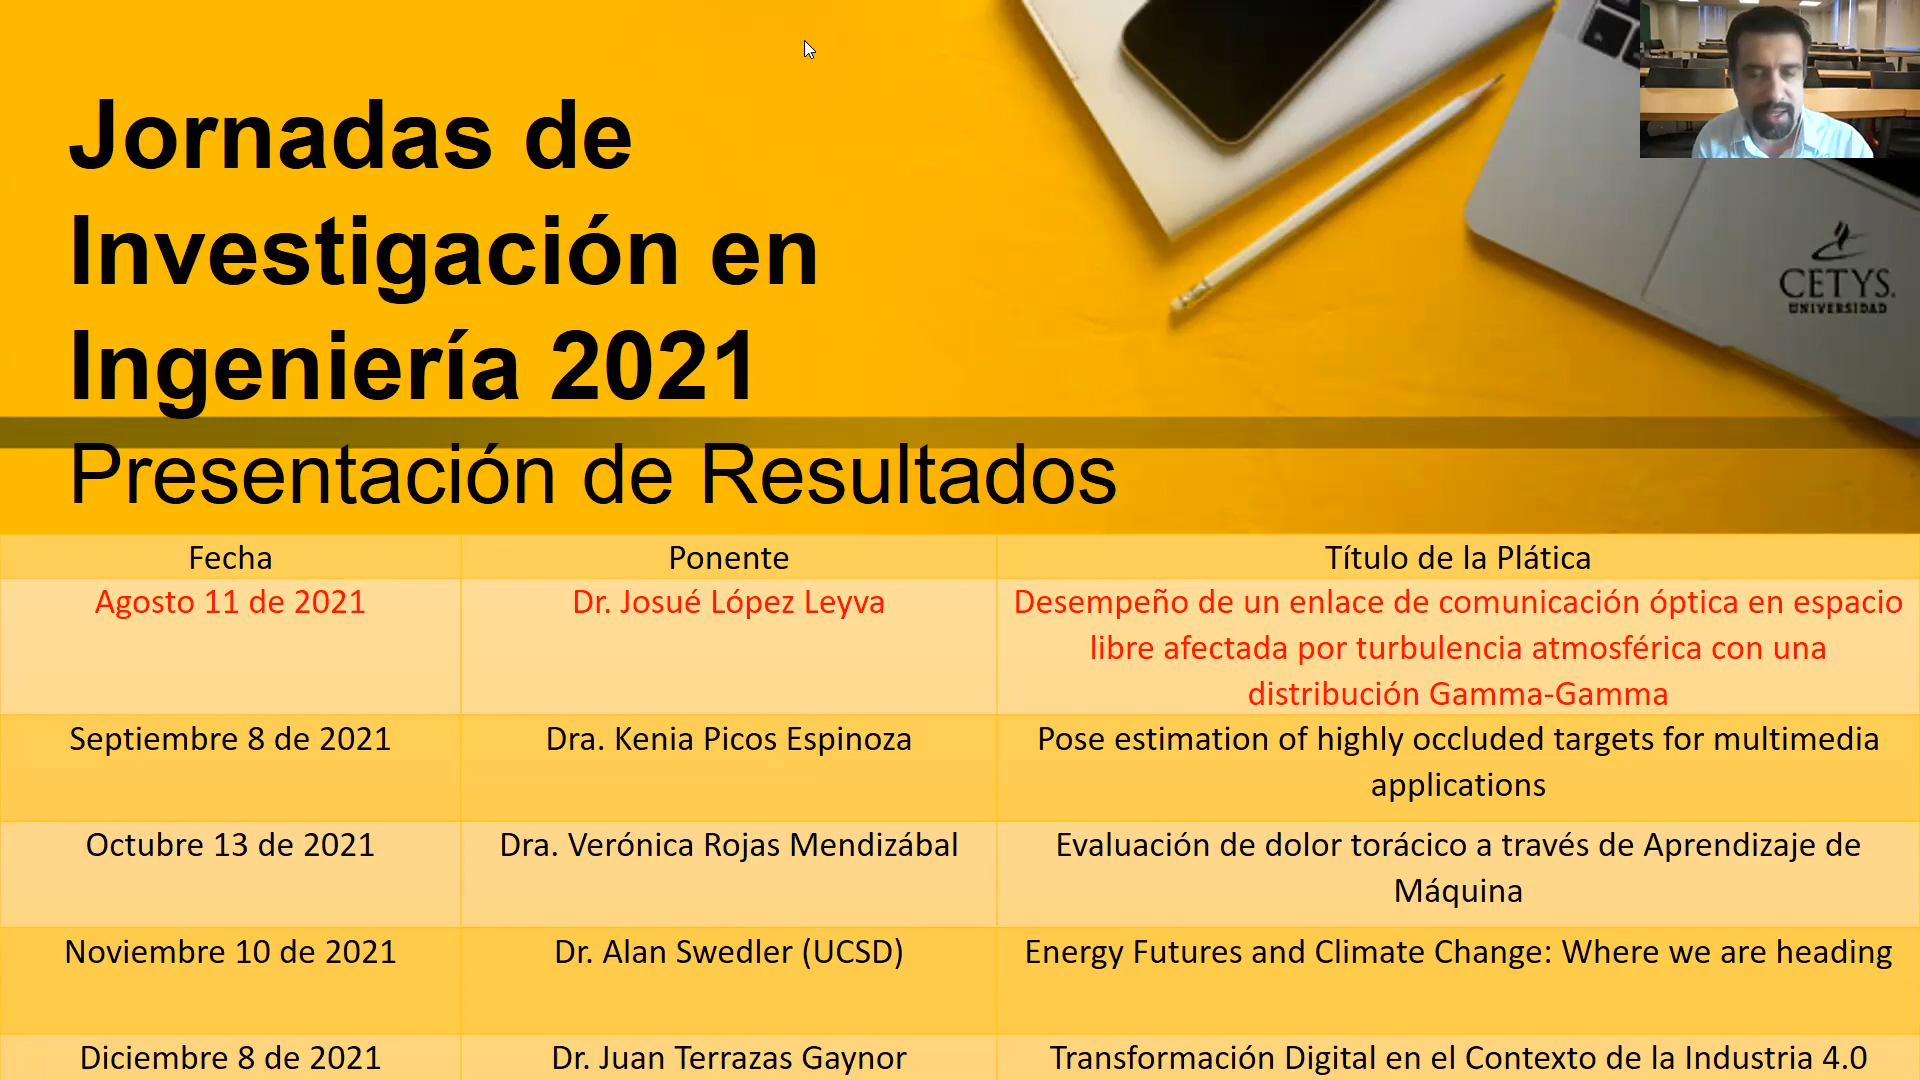 Jornadas de
Investigación en
Ingeniería 2021
Presentación de Resultados
CETYS.
UNIVERSIDAD
Fecha
Ponente
Título de la Plática
Agosto 11 de 2021
Dr. Josué López Leyva
Desempeño de un enlace de comunicación óptica en espacio
libre afectada por turbulencia atmosférica con una
distribución Gamma-Gamma
Septiembre 8 de 2021
Dra. Kenia Picos Espinoza
Pose estimation of highly occluded targets for multimedia
applications
Octubre 13 de 2021
Dra. Verónica Rojas Mendizábal
Evaluación de dolor torácico a través de Aprendizaje de
Máquina
Noviembre 10 de 2021
Dr. Alan Swedler (UCSD)
Energy Futures and Climate Change: Where we are heading
Diciembre 8 de 2021
Dr. Juan Terrazas Gaynor
Transformación Digital en el Contexto de la Industria 4.0